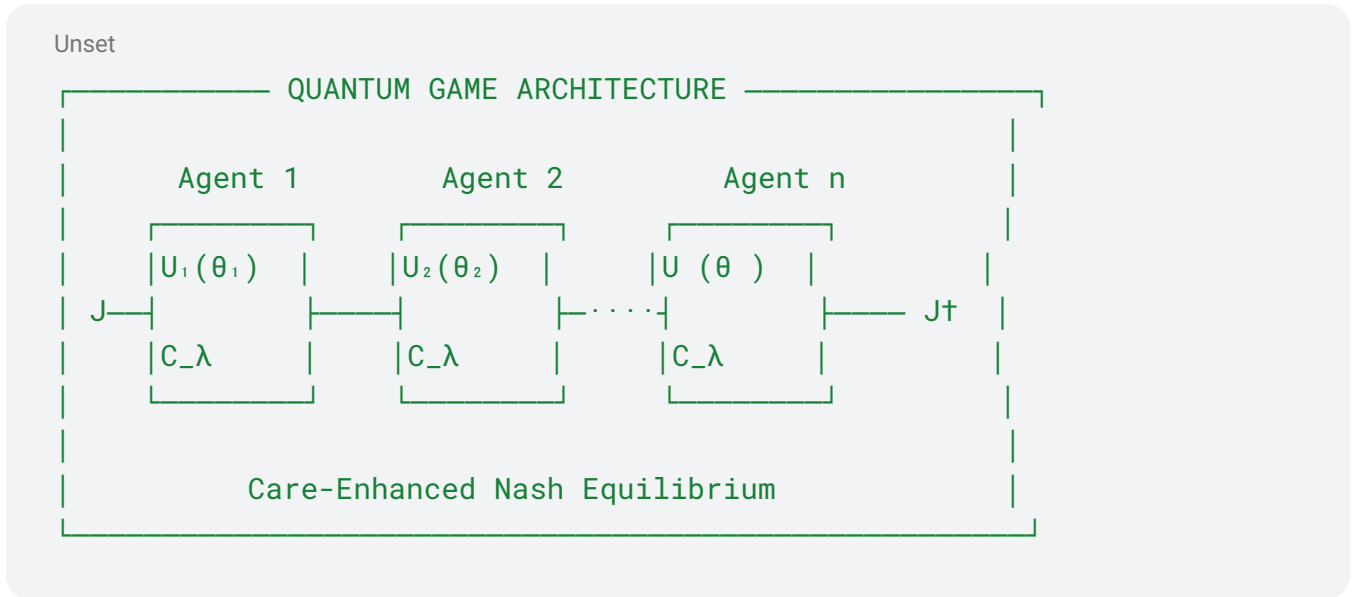 Unset
QUANTUM GAME ARCHITECTURE
Agent 1 Agent 2 Agent n
U₁(θ₁) U₂(θ₂) U (θ )
J J†
C_λ C_λ C_λ
Care-Enhanced Nash Equilibrium